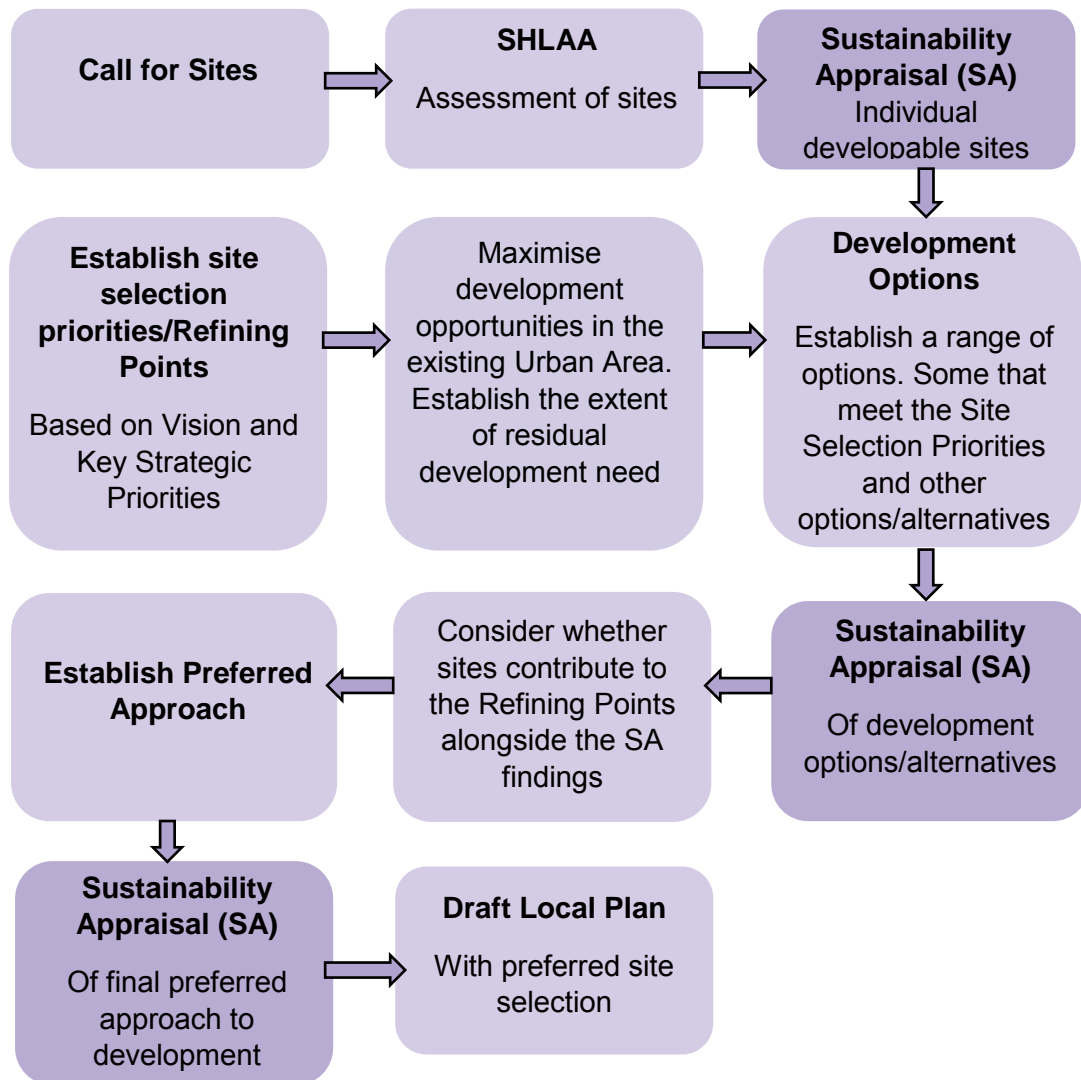 Call for Sites
SHLAA
Assessment of sites
Sustainability
Appraisal (SA)
Individual
developable sites
Establish site
selection
priorities/Refining
Points
Based on Vision and
Key Strategic
Priorities
Maximise
development
opportunities in the
existing Urban Area.
Establish the extent
of residual
development need
Development
Options
Establish a range of
options. Some that
meet the Site
Selection Priorities
and other
options/alternatives
Sustainability
Appraisal (SA)
Of development
options/alternatives
Consider whether
sites contribute to
the Refining Points
alongside the SA
findings
Establish Preferred
Approach
Sustainability
Appraisal (SA)
Of final preferred
approach to
development
Draft Local Plan
With preferred site
selection